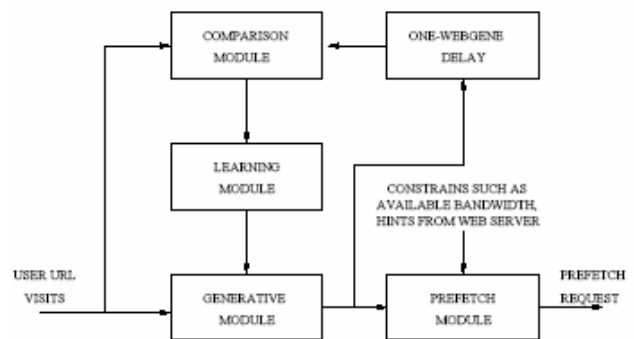 COMPARISON
MODULE
ONE-WEBGENE
DELAY
LEARNING
MODULE
CONSTRAINS SUCH AS
AVAILABLE BANDWIDTH,
HINTS FROM WEB SERVER
USER URL
VISITS
GENERATIVE
MODULE
PREFETCH
MODULE
PREFETCH
REQUEST